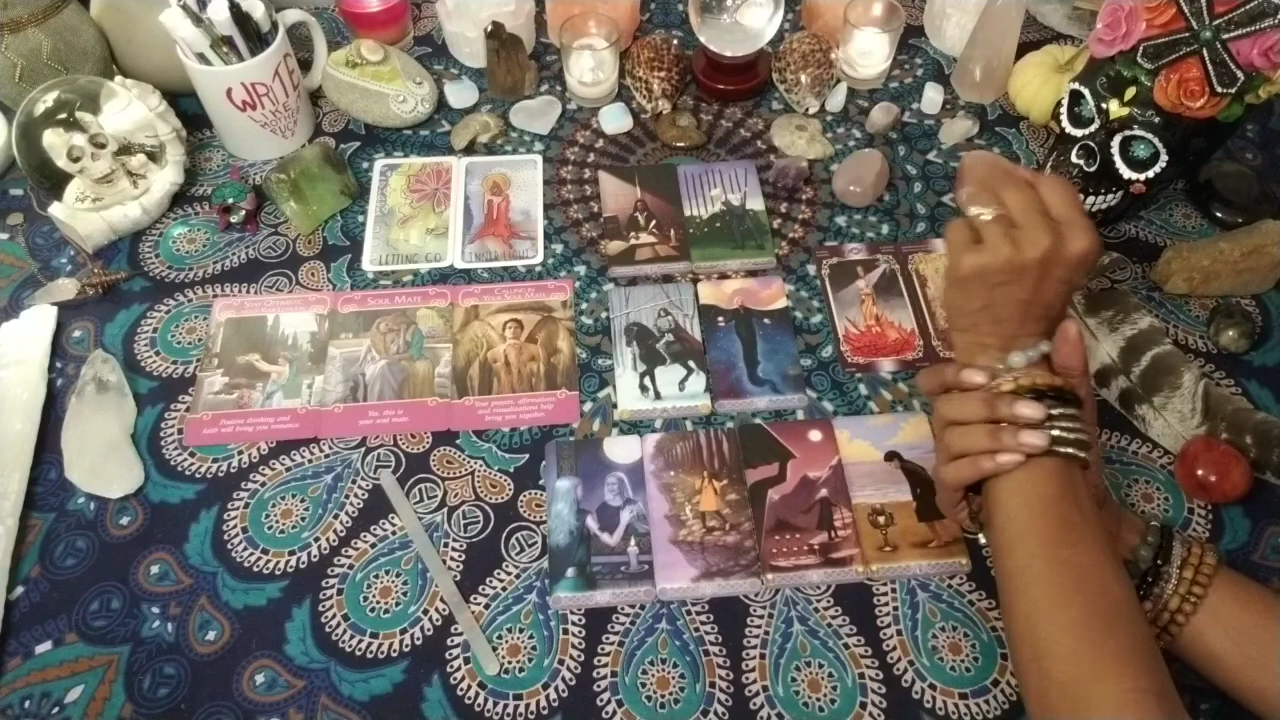 WRITE
LIKE A
LETTING GO
INNER LIGHT
STAY OPTIMISTIC
Positive thinking and
faith will bring you romance.
SOUL MATE
Yes, this is
your soul mate.
CALLING IN
YOUR SOUL MATE
Your prayers, affirmations,
and visualizations help
bring you together.